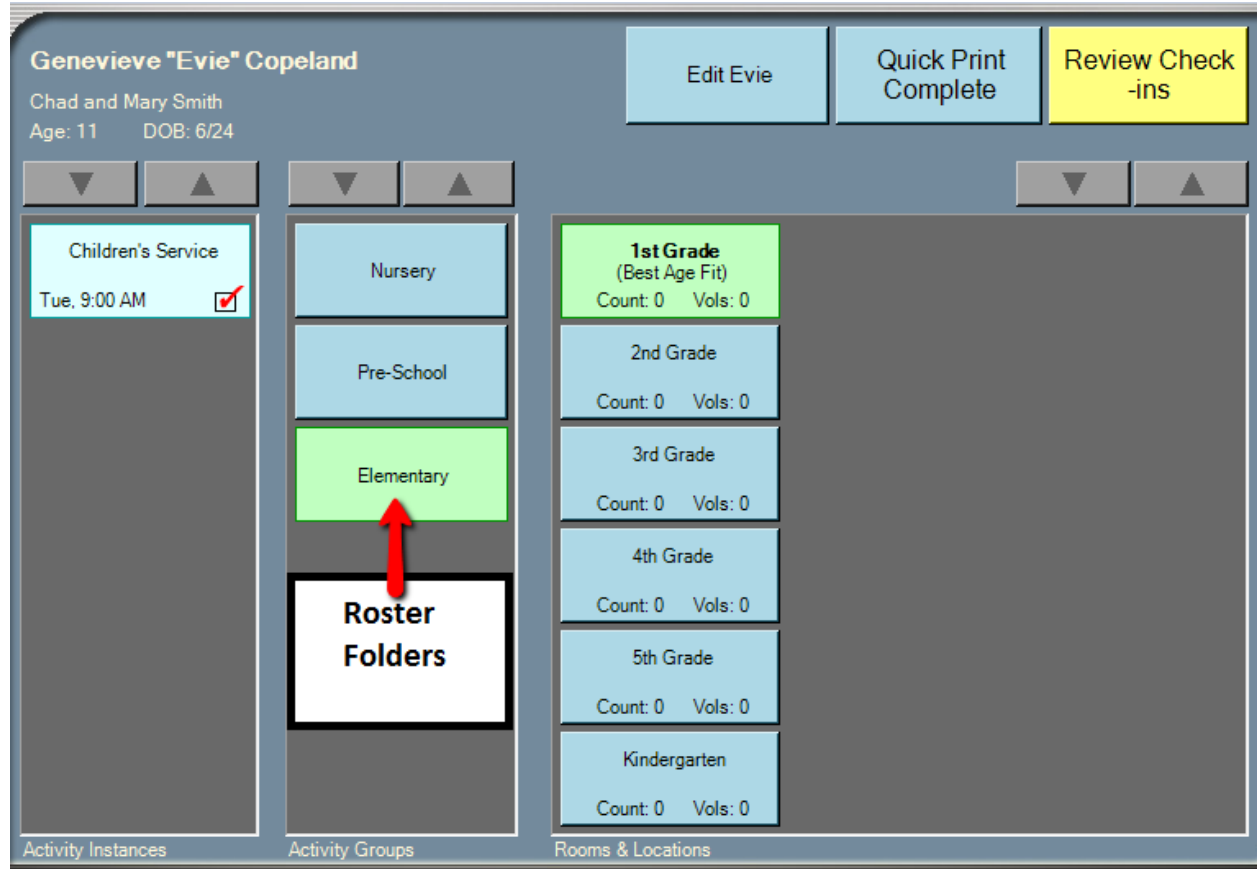 Genevieve "Evie" Copeland
Chad and Mary Smith
Age: 11 DOB: 6/24
Edit Evie
Quick Print
Complete
Review Check
-ins
Children's Service
Tue, 9:00 AM
Nursery
Pre-School
Elementary
Roster
Folders
1st Grade
(Best Age Fit)
Count: 0 Vols: 0
2nd Grade
Count: 0 Vols: 0
3rd Grade
Count: 0 Vols: 0
4th Grade
Count: 0 Vols: 0
5th Grade
Count: 0 Vols: 0
Kindergarten
Count: 0 Vols: 0
Activity Instances
Activity Groups
Rooms & Locations